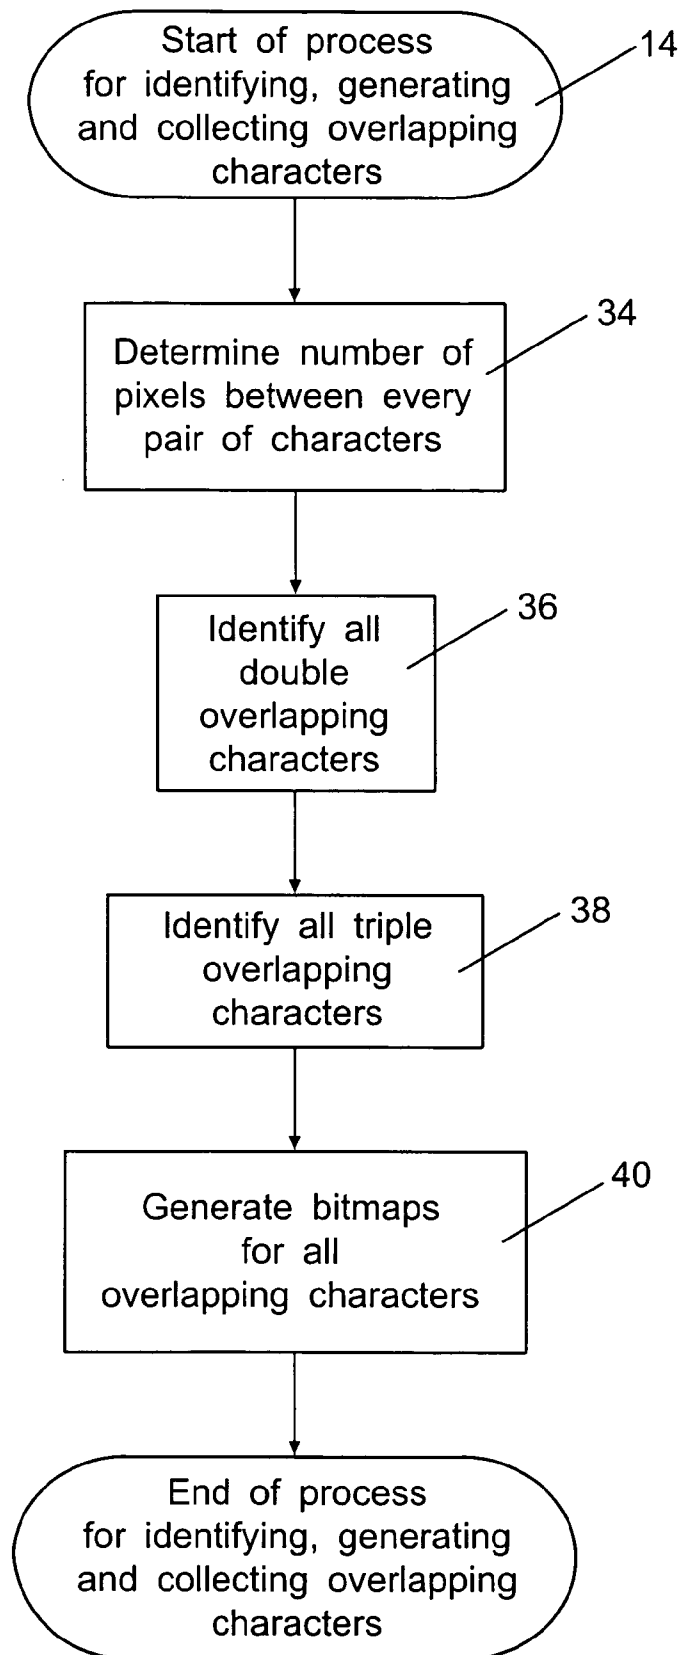 Start of process
for identifying, generating
and collecting overlapping
characters
14
Determine number of
pixels between every
pair of characters
34
Identify all
double
overlapping
characters
36
Identify all triple
overlapping
characters
38
Generate bitmaps
for all
overlapping characters
40
End of process
for identifying, generating
and collecting overlapping
characters